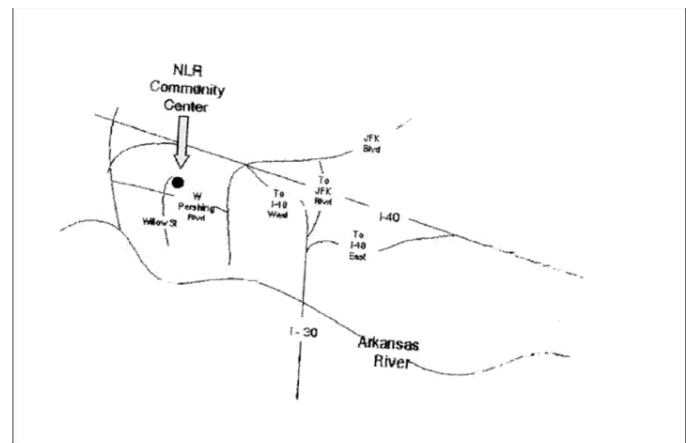 NLR
Community
Center
JFK
Blvd
To
JFK
Blvd
To
I-40
West
W
Pershing
Blvd
Willow St
I-40
To
I-40
East
I-30
Arkansas
River